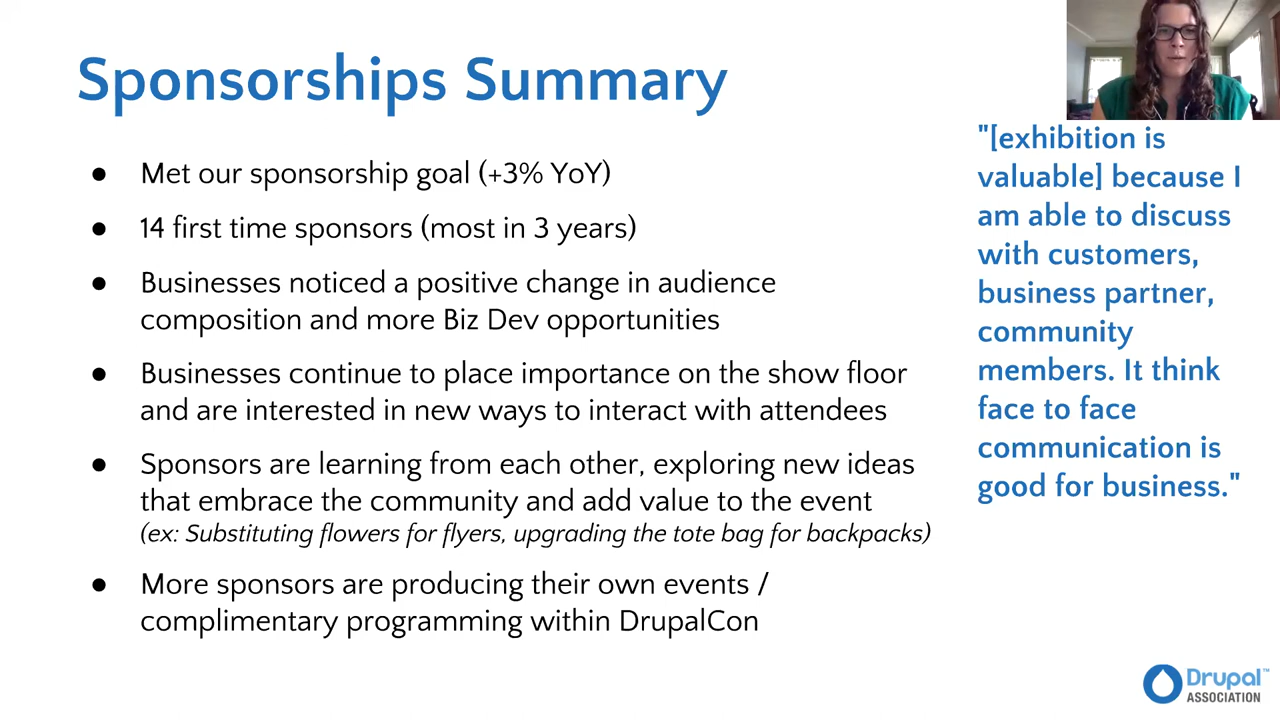 Sponsorships Summary
● Met our sponsorship goal (+3% YoY)
● 14 first time sponsors (most in 3 years)
● Businesses noticed a positive change in audience
composition and more Biz Dev opportunities
● Businesses continue to place importance on the show floor
and are interested in new ways to interact with attendees
● Sponsors are learning from each other, exploring new ideas
that embrace the community and add value to the event
(ex: Substituting flowers for flyers, upgrading the tote bag for backpacks)
● More sponsors are producing their own events /
complimentary programming within DrupalCon
"[exhibition is
valuable] because I
am able to discuss
with customers,
business partner,
community
members. It think
face to face
communication is
good for business."
Drupal™
ASSOCIATION